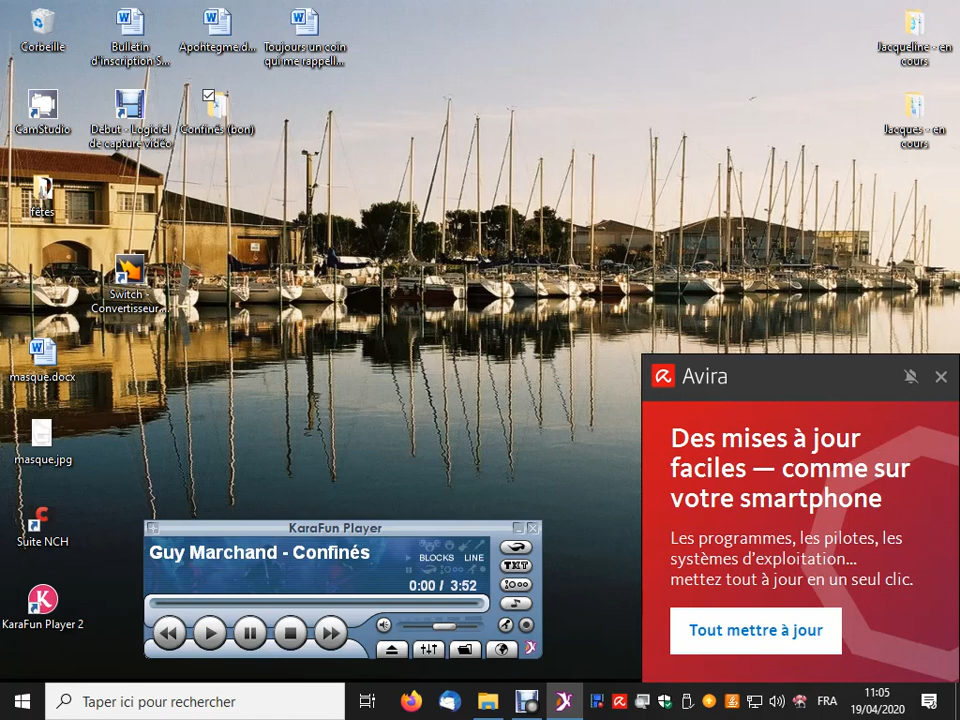 Corbeille
Bulletin
d'inscription S...
Apohtegme.d...
Toujours un coin
qui me rappell...
Jacqueline - en
cours
CamStudio
Debut - Logiciel
de capture vidéo
Confinés (bon)
Jacques - en
cours
fêtes
Switch -
Convertisseur...
masque.docx
masque.jpg
Suite NCH
KaraFun Player 2
Avira
Des mises à jour
faciles — comme sur
votre smartphone
Les programmes, les pilotes, les
systèmes d'exploitation...
mettez tout à jour en un seul clic.
Tout mettre à jour
KaraFun Player
Guy Marchand - Confinés
BLOCKS LINE
0:00 / 3:52
TXT
Taper ici pour rechercher
FRA
11:05
19/04/2020